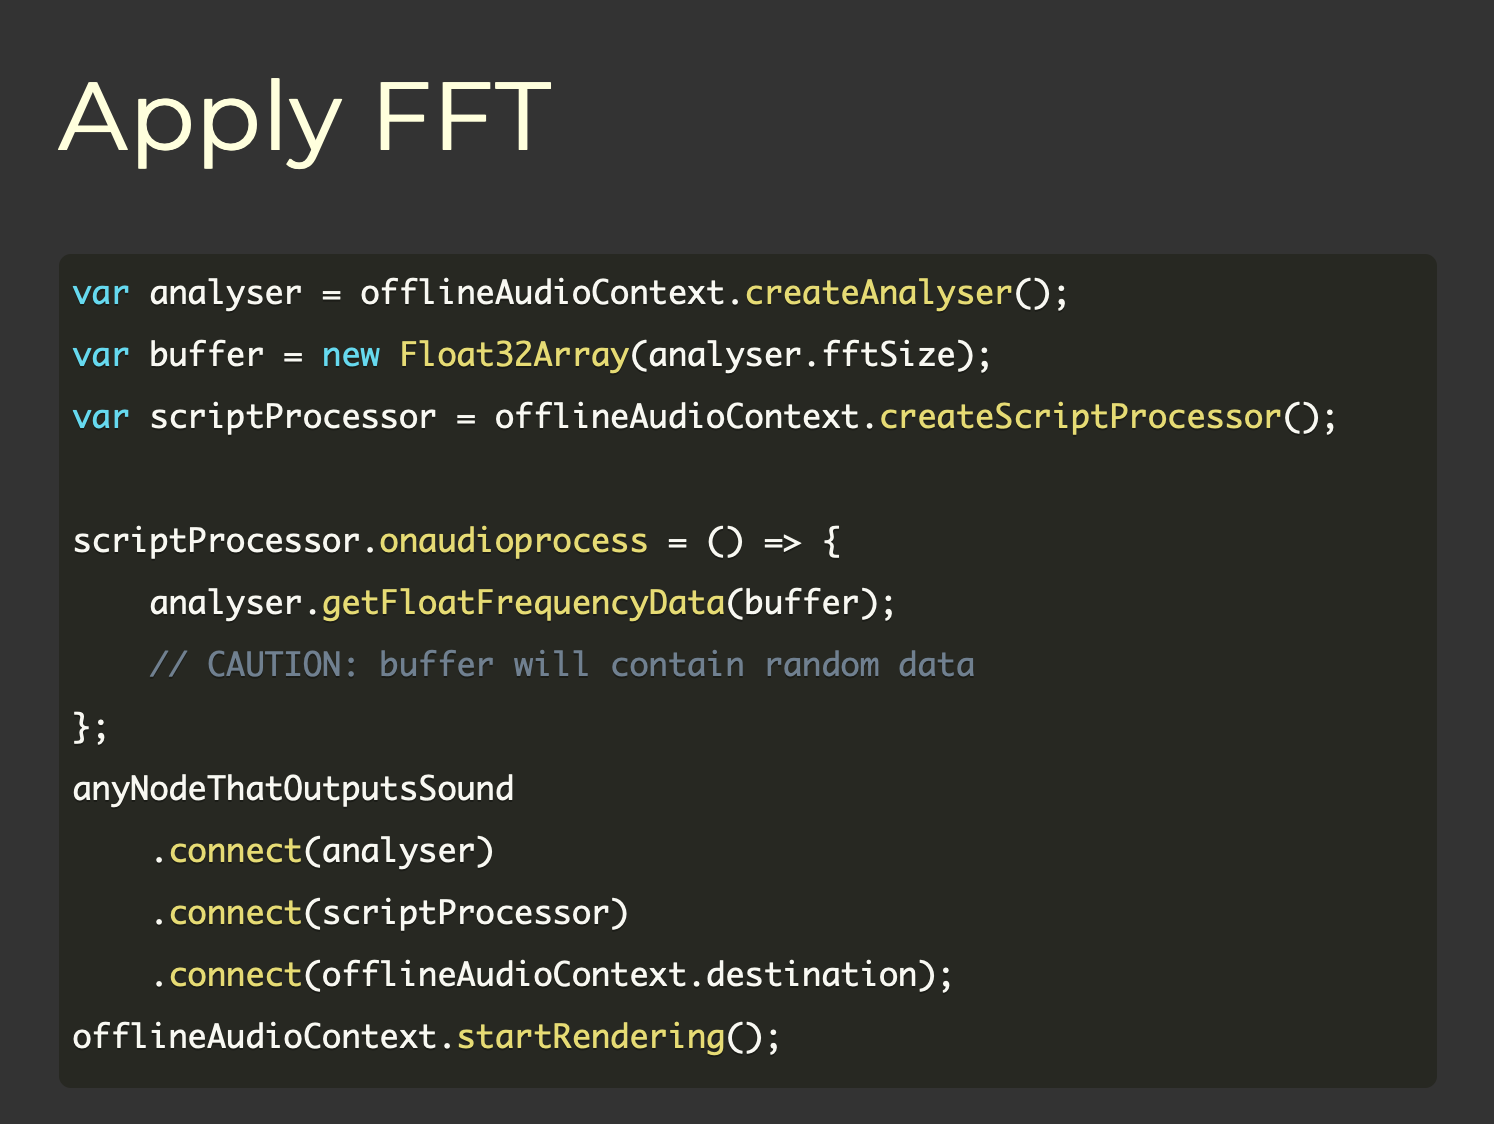 Apply FFT
var analyser = offlineAudioContext.createAnalyser();
var buffer = new Float32Array(analyser.fftSize);
var scriptProcessor = offlineAudioContext.createScriptProcessor();
scriptProcessor.onaudioprocess = () => {
    analyser.getFloatFrequencyData(buffer);
    // CAUTION: buffer will contain random data
};
anyNodeThatOutputsSound
    .connect(analyser)
    .connect(scriptProcessor)
    .connect(offlineAudioContext.destination);
offlineAudioContext.startRendering();